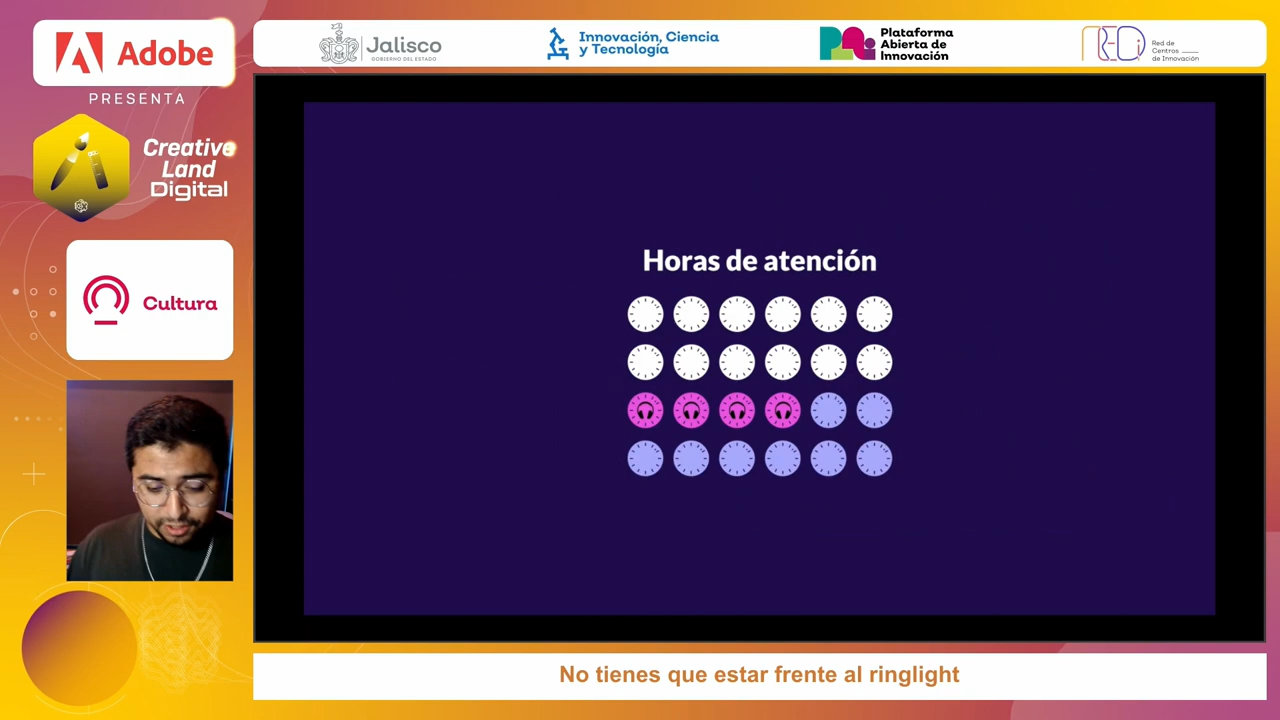 Adobe
PRESENTA
Creative
Land
Digital
Cultura
Jalisco
GOBIERNO DEL ESTADO
Innovación, Ciencia
y Tecnología
Plataforma
Abierta de
Innovación
REDi
Red de
Centros
de Innovación
Horas de atención
No tienes que estar frente al ringlight